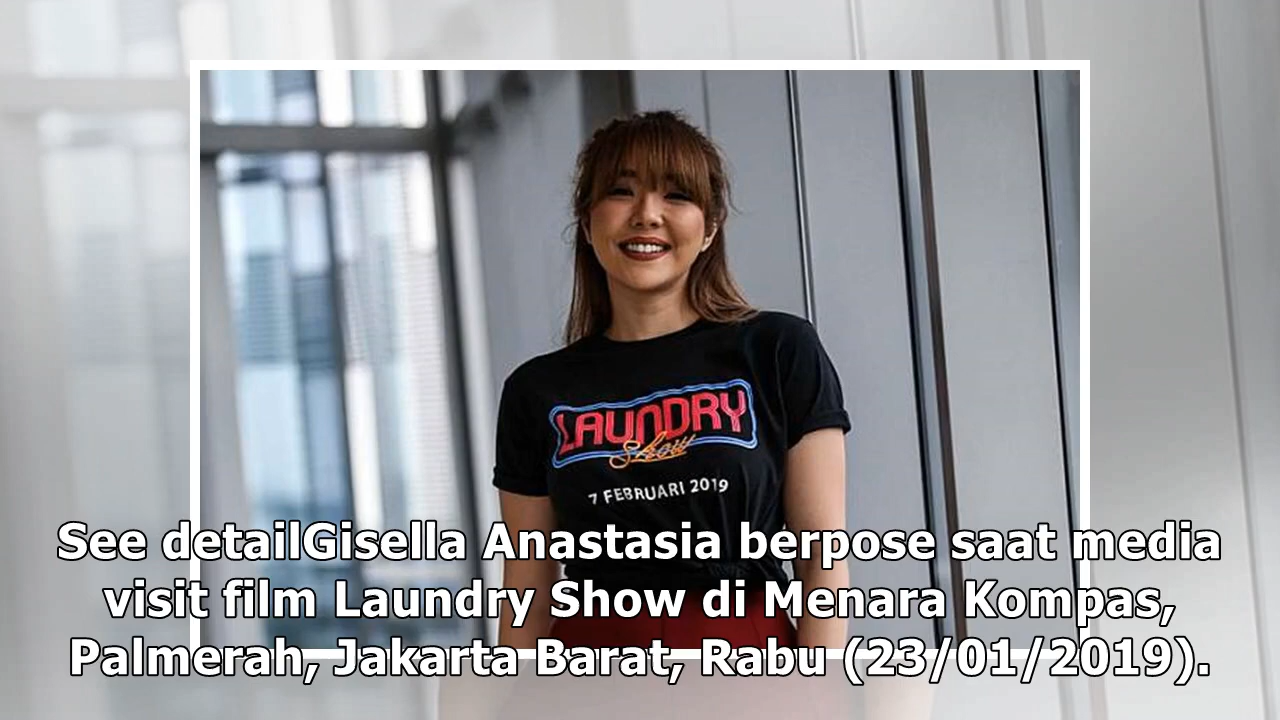 LAUNDRY
Show
7 FEBRUARI 2019
See detailGisella Anastasia berpose saat media
visit film Laundry Show di Menara Kompas,
Palmerah, Jakarta Barat, Rabu (23/01/2019).